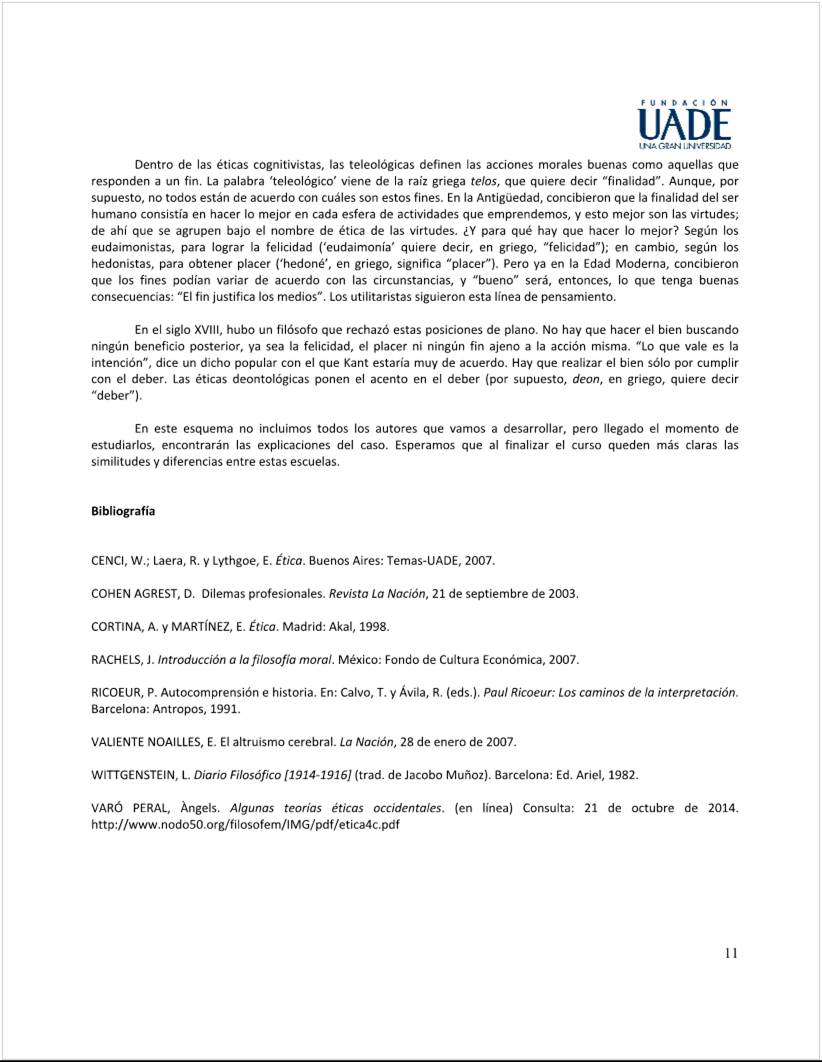 FUNDACIÓN
UADE
UNA GRAN UNIVERSIDAD
Dentro de las éticas cognitivistas, las teleológicas definen las acciones morales buenas como aquellas que
responden a un fin. La palabra ‘teleológico’ viene de la raíz griega telos, que quiere decir “finalidad”. Aunque, por
supuesto, no todos están de acuerdo con cuáles son estos fines. En la Antigüedad, concibieron que la finalidad del ser
humano consistía en hacer lo mejor en cada esfera de actividades que emprendemos, y esto mejor son las virtudes;
de ahí que se agrupen bajo el nombre de ética de las virtudes. ¿Y para qué hay que hacer lo mejor? Según los
eudaimonistas, para lograr la felicidad (‘eudaimonía’ quiere decir, en griego, “felicidad”); en cambio, según los
hedonistas, para obtener placer (‘hedoné’, en griego, significa “placer”). Pero ya en la Edad Moderna, concibieron
que los fines podían variar de acuerdo con las circunstancias, y “bueno” será, entonces, lo que tenga buenas
consecuencias: “El fin justifica los medios”. Los utilitaristas siguieron esta línea de pensamiento.
En el siglo XVIII, hubo un filósofo que rechazó estas posiciones de plano. No hay que hacer el bien buscando
ningún beneficio posterior, ya sea la felicidad, el placer ni ningún fin ajeno a la acción misma. “Lo que vale es la
intención”, dice un dicho popular con el que Kant estaría muy de acuerdo. Hay que realizar el bien sólo por cumplir
con el deber. Las éticas deontológicas ponen el acento en el deber (por supuesto, deon, en griego, quiere decir
“deber”).
En este esquema no incluimos todos los autores que vamos a desarrollar, pero llegado el momento de
estudiarlos, encontrarán las explicaciones del caso. Esperamos que al finalizar el curso queden más claras las
similitudes y diferencias entre estas escuelas.
Bibliografía
CENCI, W.; Laera, R. y Lythgoe, E. Ética. Buenos Aires: Temas-UADE, 2007.
COHEN AGREST, D. Dilemas profesionales. Revista La Nación, 21 de septiembre de 2003.
CORTINA, A. y MARTÍNEZ, E. Ética. Madrid: Akal, 1998.
RACHELS, J. Introducción a la filosofía moral. México: Fondo de Cultura Económica, 2007.
RICOEUR, P. Autocomprensión e historia. En: Calvo, T. y Ávila, R. (eds.). Paul Ricoeur: Los caminos de la interpretación.
Barcelona: Antropos, 1991.
VALIENTE NOAILLES, E. El altruismo cerebral. La Nación, 28 de enero de 2007.
WITTGENSTEIN, L. Diario Filosófico [1914-1916] (trad. de Jacobo Muñoz). Barcelona: Ed. Ariel, 1982.
VARÓ PERAL, Àngels. Algunas teorías éticas occidentales. (en línea) Consulta: 21 de octubre de 2014.
http://www.nodo50.org/filosofem/IMG/pdf/etica4c.pdf
11